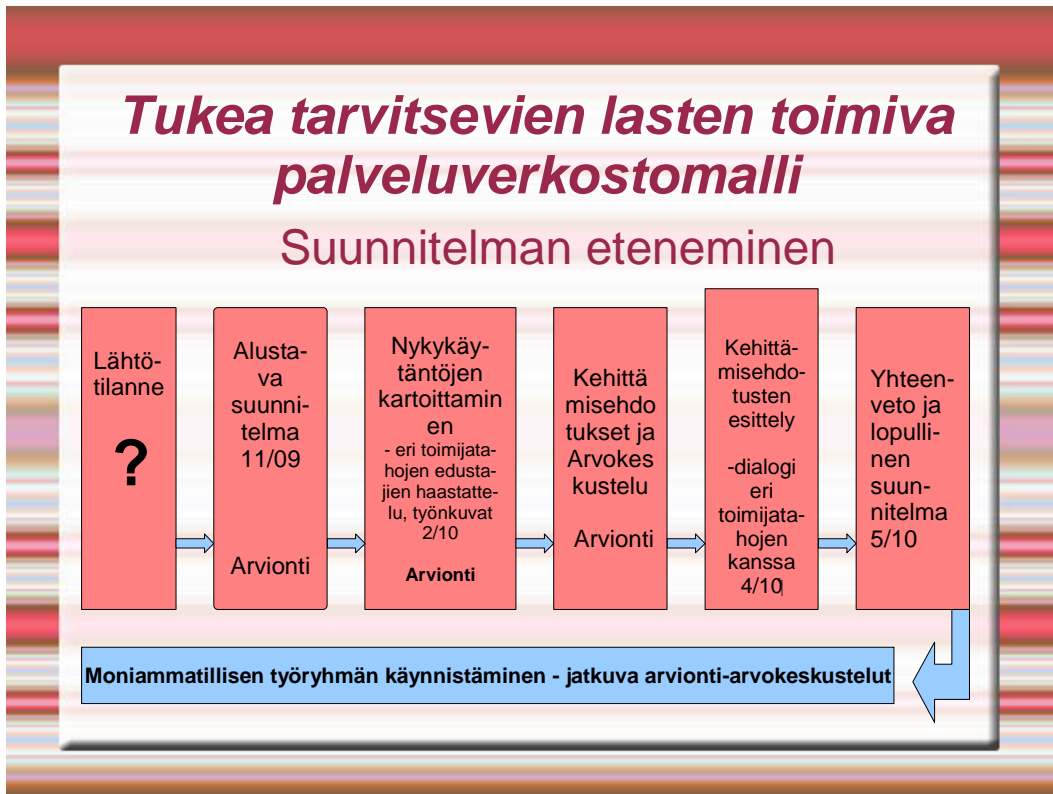 Tukea tarvitsevien lasten toimiva
palveluverkostomalli
Suunnitelman eteneminen
Lähtö-
tilanne
?
Alusta-
va
suunni-
telma
11/09
Arviointi
Nykykäy-
täntöjen
kartoittamin
en
- eri toimijata-
hojen edusta-
jien haastatte-
lu, työnkuvat
2/10
Arviointi
Kehittä
misehdo
tukset ja
Arvokes
kustelu
Arviointi
Kehittä-
misehdo-
tusten
esittely
-dialogi
eri
toimijata-
hojen
kanssa
4/10
Yhteen-
veto ja
lopulli-
nen
suun-
nitelma
5/10
Moniammatillisen työryhmän käynnistäminen - jatkuva arvionti-arvokeskustelut